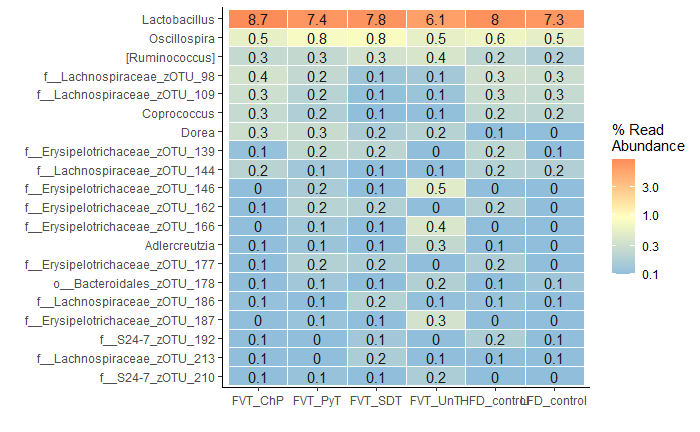 Lactobacillus 8.7 7.4 7.8 6.1 8 7.3
Oscillospira 0.5 0.8 0.8 0.5 0.6 0.5
[Ruminococcus] 0.3 0.3 0.3 0.4 0.2 0.2
f__Lachnospiraceae_zOTU_98 0.4 0.2 0.1 0.1 0.3 0.3
f__Lachnospiraceae_zOTU_109 0.3 0.2 0.1 0.1 0.3 0.3
Coprococcus 0.3 0.2 0.1 0.1 0.2 0.2
Dorea 0.3 0.3 0.2 0.2 0.1 0
f__Erysipelotrichaceae_zOTU_139 0.1 0.2 0.2 0 0.2 0.1
f__Lachnospiraceae_zOTU_144 0.2 0.1 0.1 0.1 0.2 0.2
f__Erysipelotrichaceae_zOTU_146 0 0.2 0.1 0.5 0 0
f__Erysipelotrichaceae_zOTU_162 0.1 0.2 0.2 0 0.2 0
f__Erysipelotrichaceae_zOTU_166 0 0.1 0.1 0.4 0 0
Adlercreutzia 0.1 0.1 0.1 0.3 0.1 0
f__Erysipelotrichaceae_zOTU_177 0.1 0.2 0.2 0 0.2 0
o__Bacteroidales_zOTU_178 0.1 0.1 0.1 0.2 0.1 0.1
f__Lachnospiraceae_zOTU_186 0.1 0.1 0.2 0.1 0.1 0.1
f__Erysipelotrichaceae_zOTU_187 0 0.1 0.1 0.3 0 0
f__S24-7_zOTU_192 0.1 0 0.1 0 0.2 0.1
f__Lachnospiraceae_zOTU_213 0.1 0.1 0.2 0.1 0.1 0.1
f__S24-7_zOTU_210 0.1 0.1 0.1 0.2 0 0
FVT_ChP FVT_PyT FVT_SDT FVT_UnT HFD_control LFD_control
% Read
Abundance
3.0
1.0
0.3
0.1